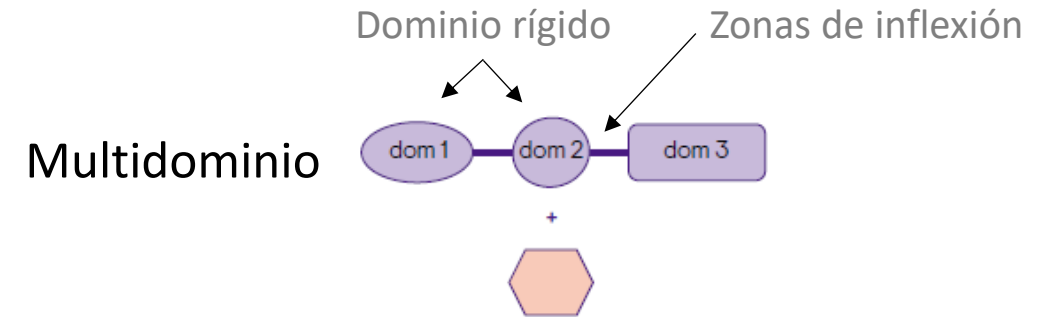 Dominio rígido
Zonas de inflexión
Multidominio
dom 1
dom 2
dom 3
+